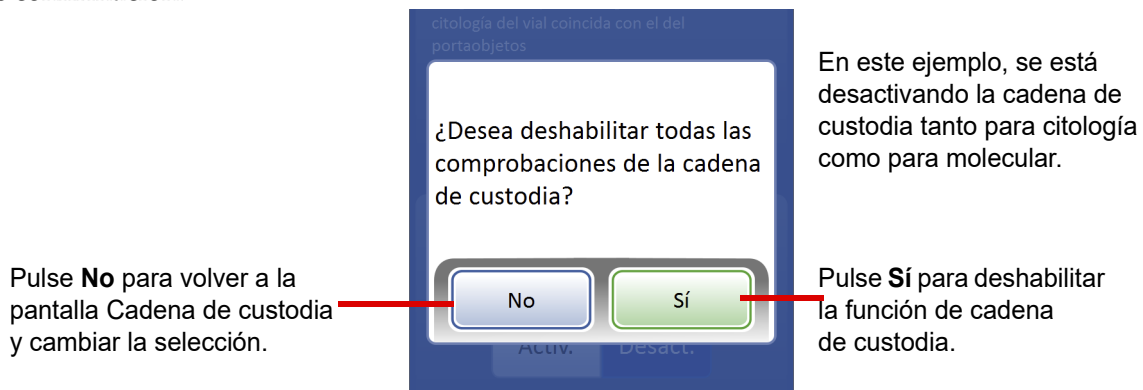 citología del vial coincida con el del
portaobjetos
¿Desea deshabilitar todas las
comprobaciones de la cadena
de custodia?
No
Sí
Activ.
Desact.
En este ejemplo, se está
desactivando la cadena de
custodia tanto para citología
como para molecular.
Pulse No para volver a la
pantalla Cadena de custodia
y cambiar la selección.
Pulse Sí para deshabilitar
la función de cadena
de custodia.